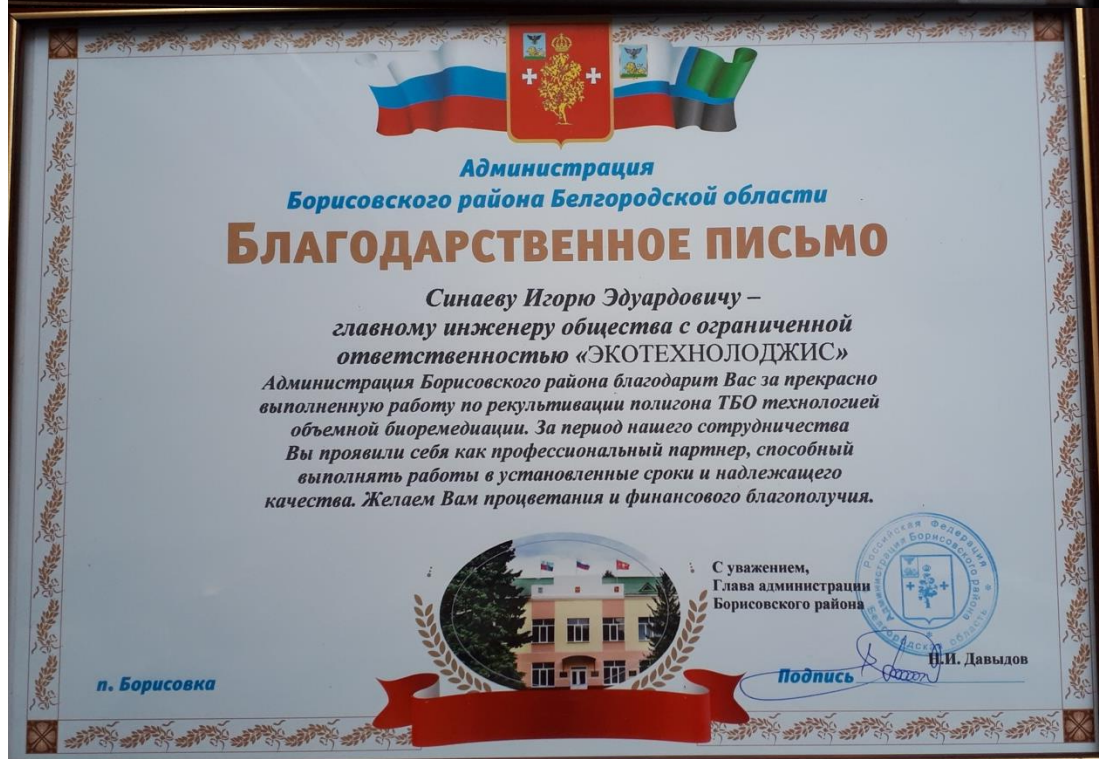 Администрация
Борисовского района Белгородской области
БЛАГОДАРСТВЕННОЕ ПИСЬМО
Синаеву Игорю Эдуардовичу –
главному инженеру общества с ограниченной
ответственностью «ЭКОТЕХНОЛОДЖИС»
Администрация Борисовского района благодарит Вас за прекрасно
выполненную работу по рекультивации полигона ТБО технологией
объемной биоремедиации. За период нашего сотрудничества
Вы проявили себя как профессиональный партнер, способный
выполнять работы в установленные сроки и надлежащего
качества. Желаем Вам процветания и финансового благополучия.
С уважением,
Глава администрации
Борисовского района
Российская Федерация
Белгородская область
Администрация Борисовского района
Н.И. Давыдов
Подпись
п. Борисовка